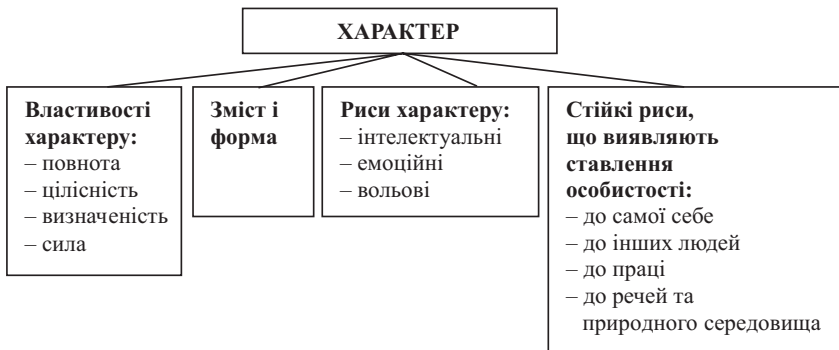 ХАРАКТЕР
Властивості
характеру:
– повнота
– цілісність
– визначеність
– сила
Зміст і
форма
Риси характеру:
– інтелектуальні
– емоційні
– вольові
Стійкі риси,
що виявляють
ставлення
особистості:
– до самої себе
– до інших людей
– до праці
– до речей та
природного середовища